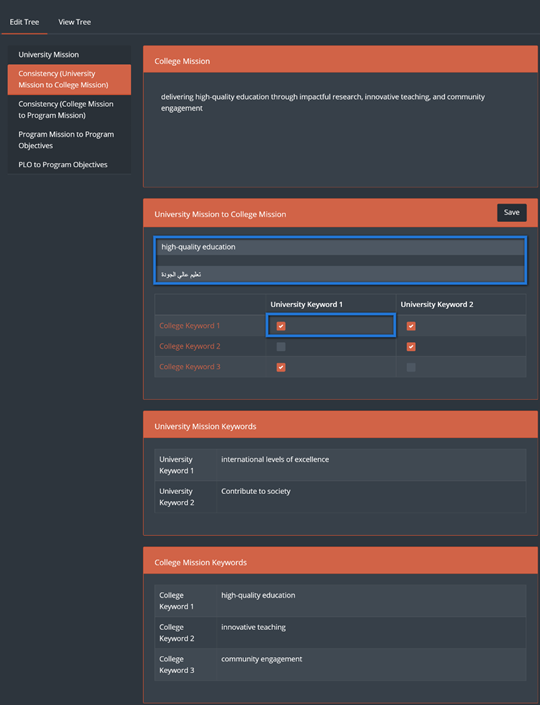 Edit Tree View Tree
University Mission
Consistency (University
Mission to College Mission)
Consistency (College Mission
to Program Mission)
Program Mission to Program
Objectives
PLO to Program Objectives
College Mission
delivering high-quality education through impactful research, innovative teaching, and community
engagement
University Mission to College Mission Save
high-quality education
تعليم عالي الجودة
University Keyword 1 University Keyword 2
College Keyword 1
College Keyword 2
College Keyword 3
University Mission Keywords
University
Keyword 1
international levels of excellence
University
Keyword 2
Contribute to society
College Mission Keywords
College
Keyword 1
high-quality education
College
Keyword 2
innovative teaching
College
Keyword 3
community engagement